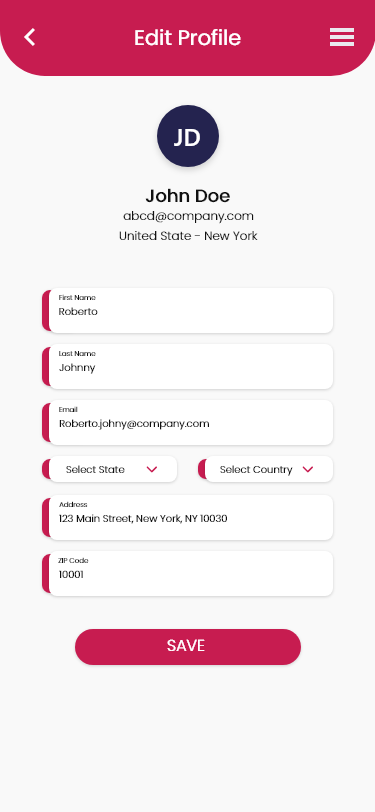 Edit Profile
JD
John Doe
abcd@company.com
United State - New York
First Name
Roberto
Last Name
Johnny
Email
Roberto.johny@company.com
Select State
Select Country
Address
123 Main Street, New York, NY 10030
ZIP Code
10001
SAVE